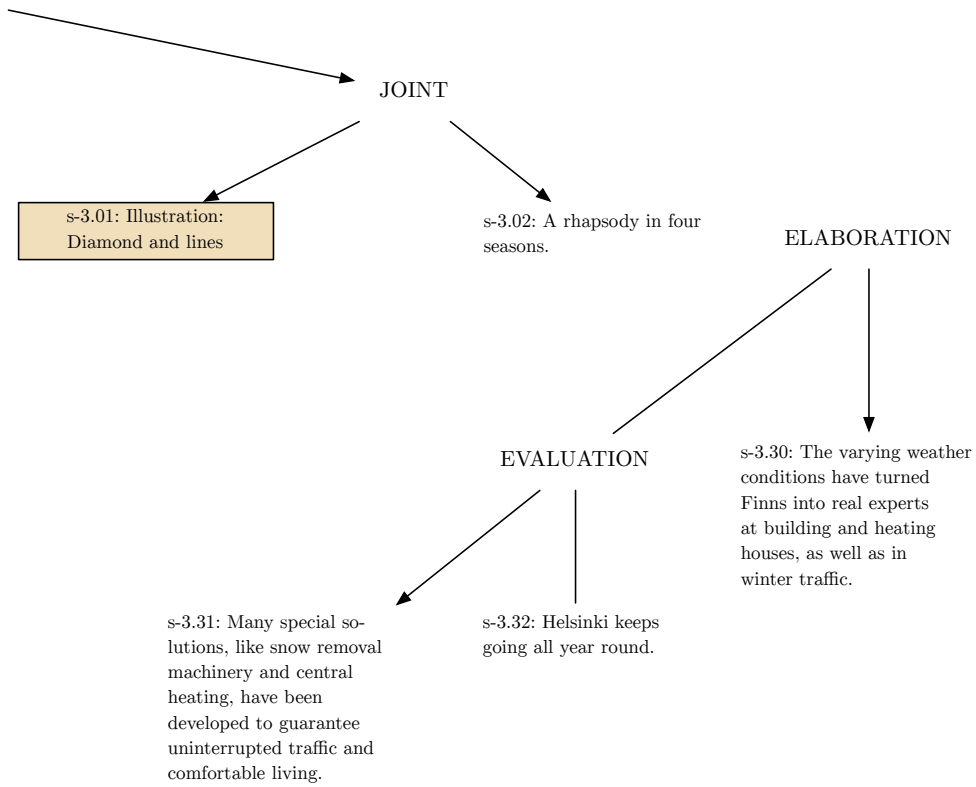 JOINT
s-3.01: Illustration:
Diamond and lines
s-3.02: A rhapsody in four
seasons.
ELABORATION
EVALUATION
s-3.30: The varying weather
conditions have turned
Finns into real experts
at building and heating
houses, as well as in
winter traffic.
s-3.31: Many special so-
lutions, like snow removal
machinery and central
heating, have been
developed to guarantee
uninterrupted traffic and
comfortable living.
s-3.32: Helsinki keeps
going all year round.